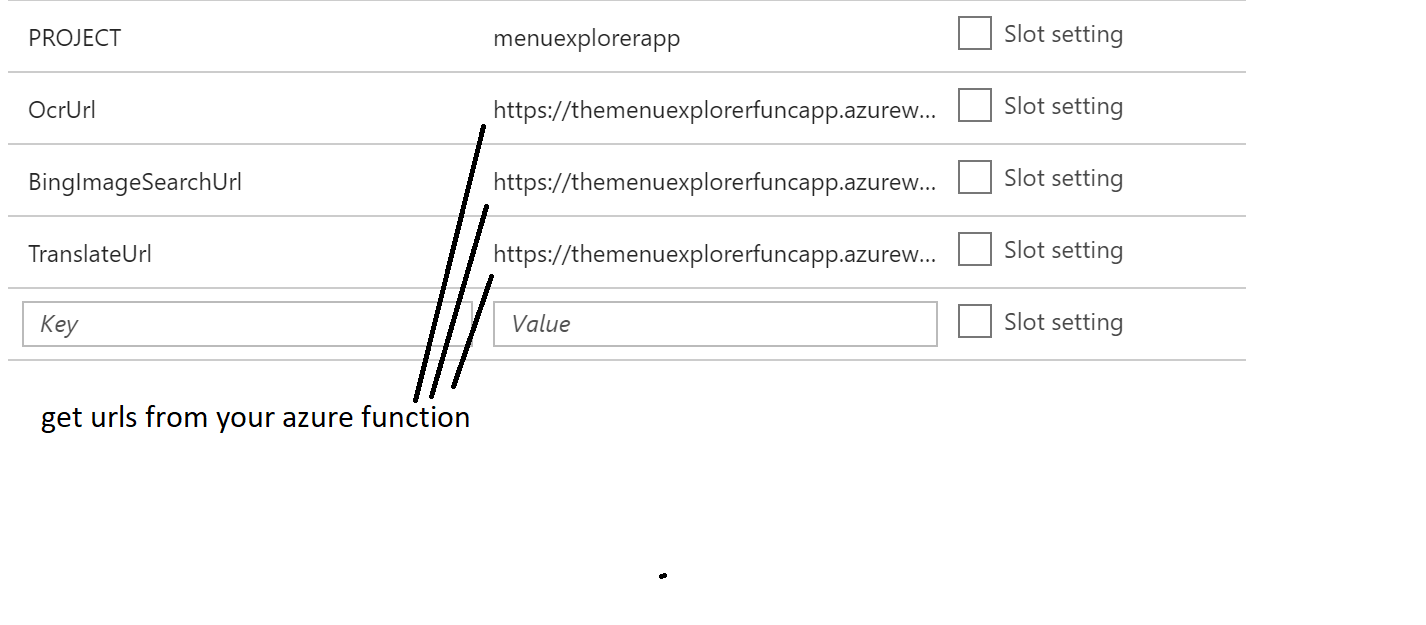 PROJECT menuexplorerapp Slot setting
OcrUrl https://themenuexplorerfuncapp.azurew... Slot setting
BingImageSearchUrl https://themenuexplorerfuncapp.azurew... Slot setting
TranslateUrl https://themenuexplorerfuncapp.azurew... Slot setting
Key Value Slot setting
get urls from your azure function